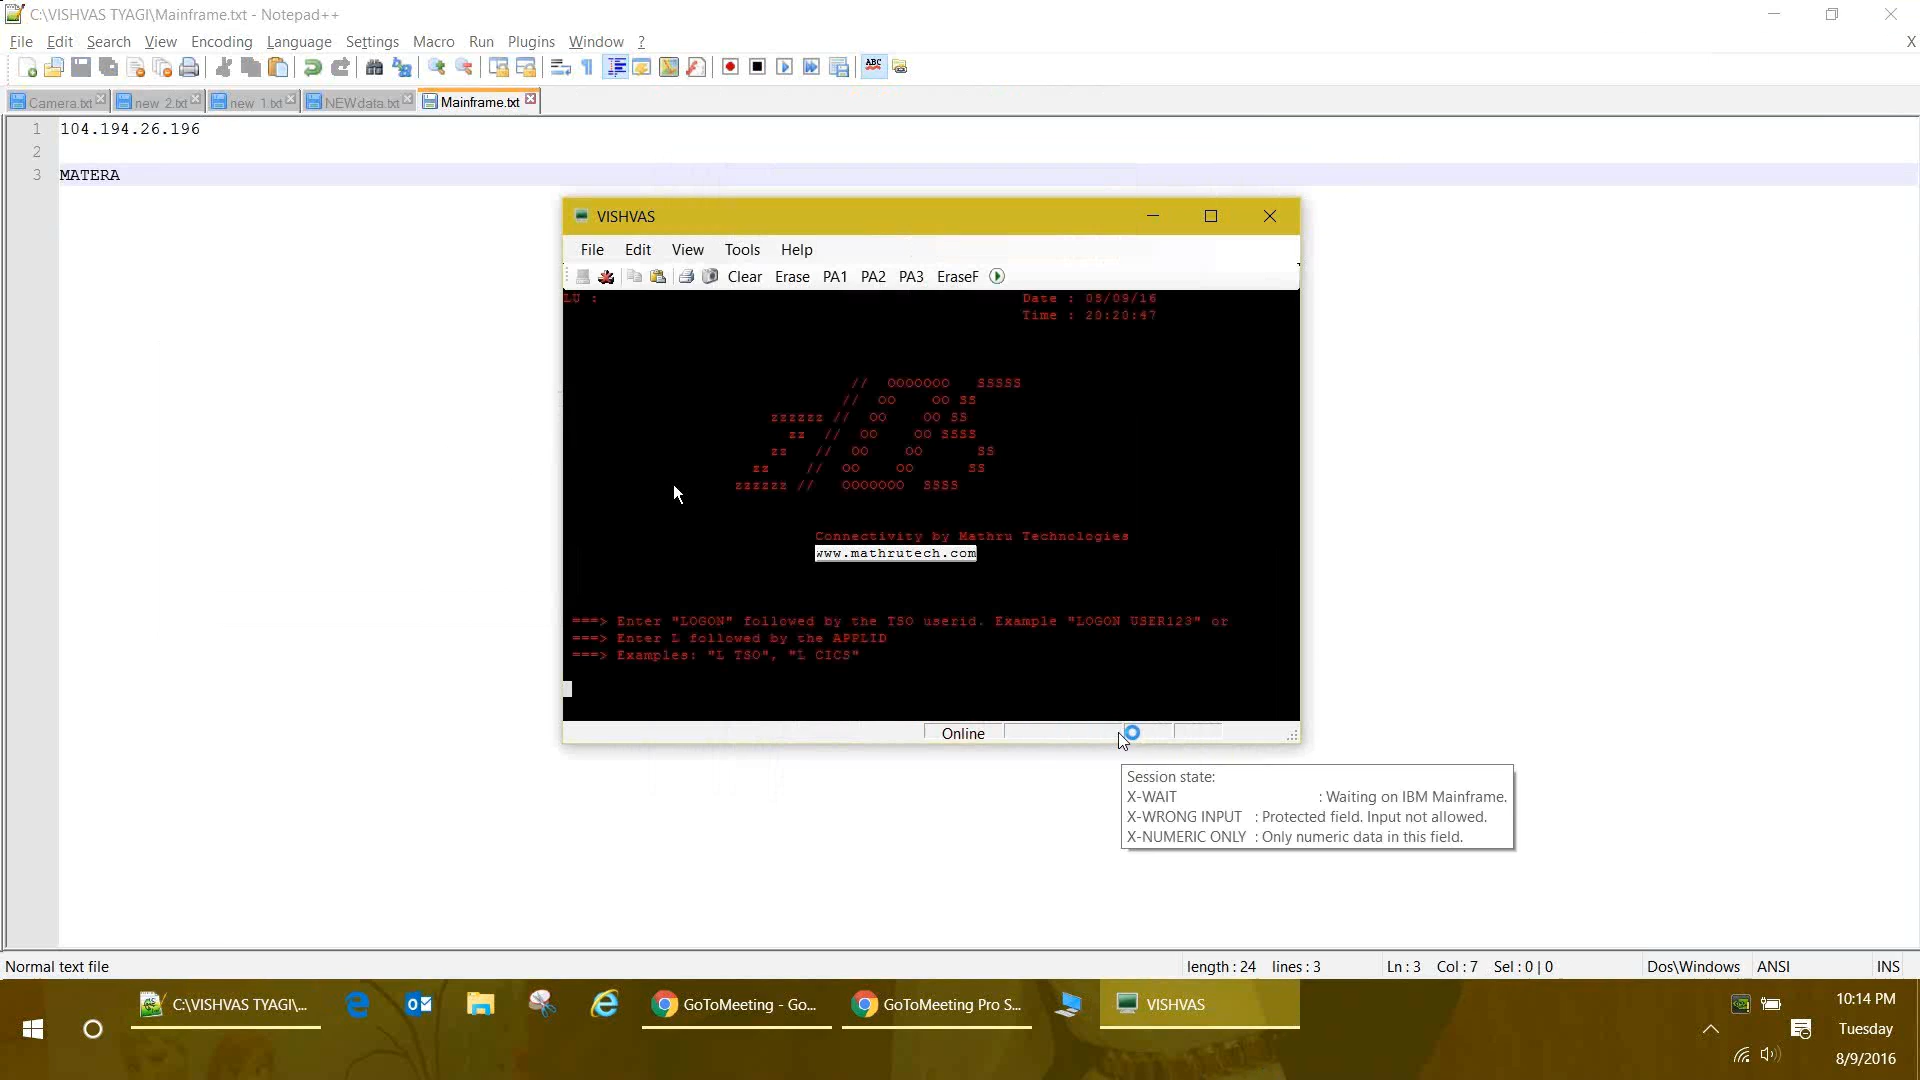 C:\VISHVAS TYAGI\Mainframe.txt - Notepad++
File Edit Search View Encoding Language Settings Macro Run Plugins Window ? X
ABC
Camera.txt new 2.txt new 1.txt NEWdata.txt Mainframe.txt
1 104.194.26.196
2
3 MATERA
VISHVAS
File Edit View Tools Help
Clear Erase PA1 PA2 PA3 EraseF
LU : Date : 08/09/16
Time : 20:20:47
// OOOOOOO SSSSS
// OO OO SS
zzzzzz // OO OO SS
zz // OO OO SSSS
zz // OO OO SS
zz // OO OO SS
zzzzzz // OOOOOOO SSSS
Connectivity by Mathru Technologies
www.mathrutech.com
===> Enter "LOGON" followed by the TSO userid. Example "LOGON USER123" or
===> Enter L followed by the APPLID
===> Examples: "L TSO", "L CICS"
Online
Session state:
X-WAIT : Waiting on IBM Mainframe.
X-WRONG INPUT : Protected field. Input not allowed.
X-NUMERIC ONLY : Only numeric data in this field.
Normal text file length : 24 lines : 3 Ln : 3 Col : 7 Sel : 0 | 0 Dos\Windows ANSI INS
C:\VISHVAS TYAGI\... GoToMeeting - Go... GoToMeeting Pro S... VISHVAS
10:14 PM
Tuesday
8/9/2016